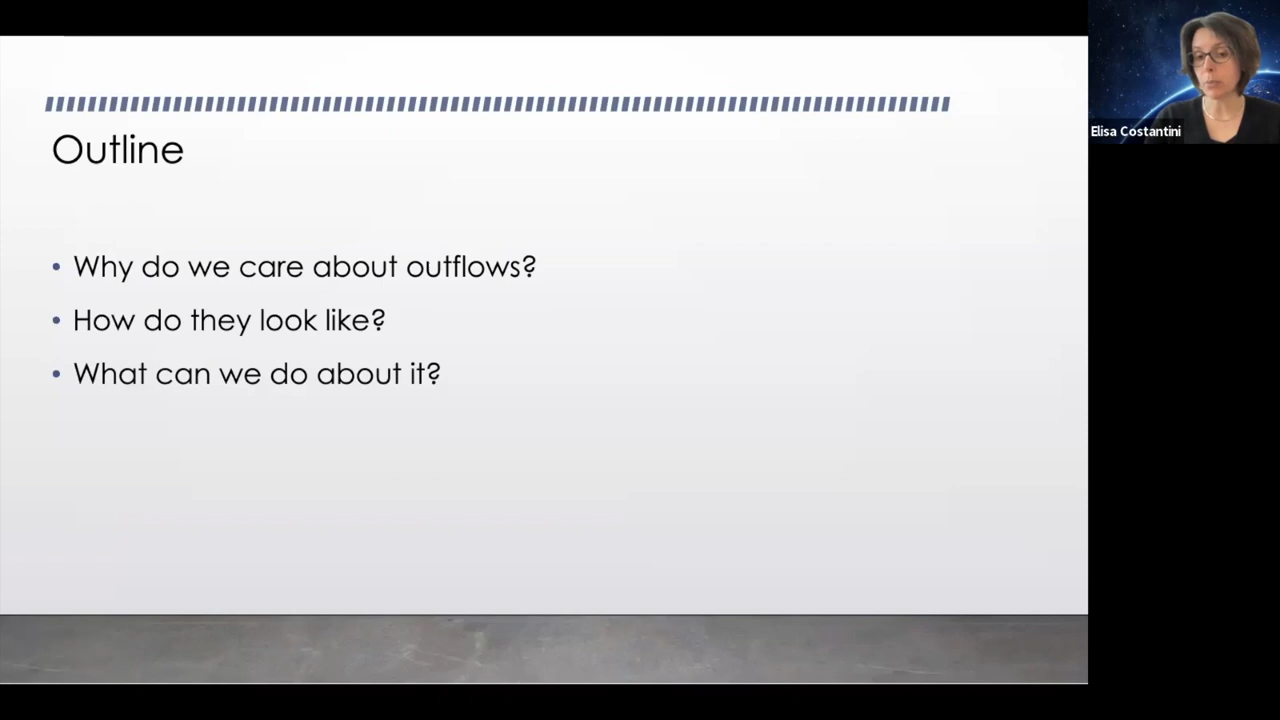 Outline
• Why do we care about outflows?
• How do they look like?
• What can we do about it?
Elisa Costantini